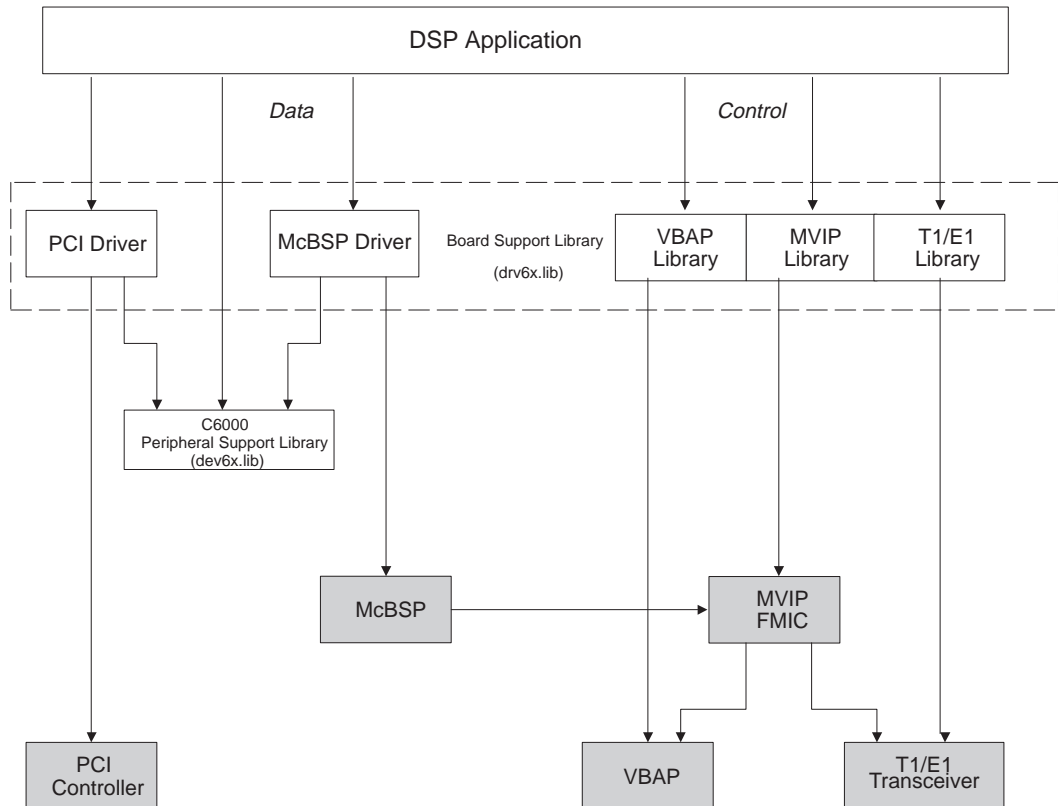 DSP Application
Data
Control
PCI Driver
McBSP Driver
Board Support Library
(drv6x.lib)
VBAP
Library
MVIP
Library
T1/E1
Library
C6000
Peripheral Support Library
(dev6x.lib)
McBSP
MVIP
FMIC
PCI
Controller
VBAP
T1/E1
Transceiver